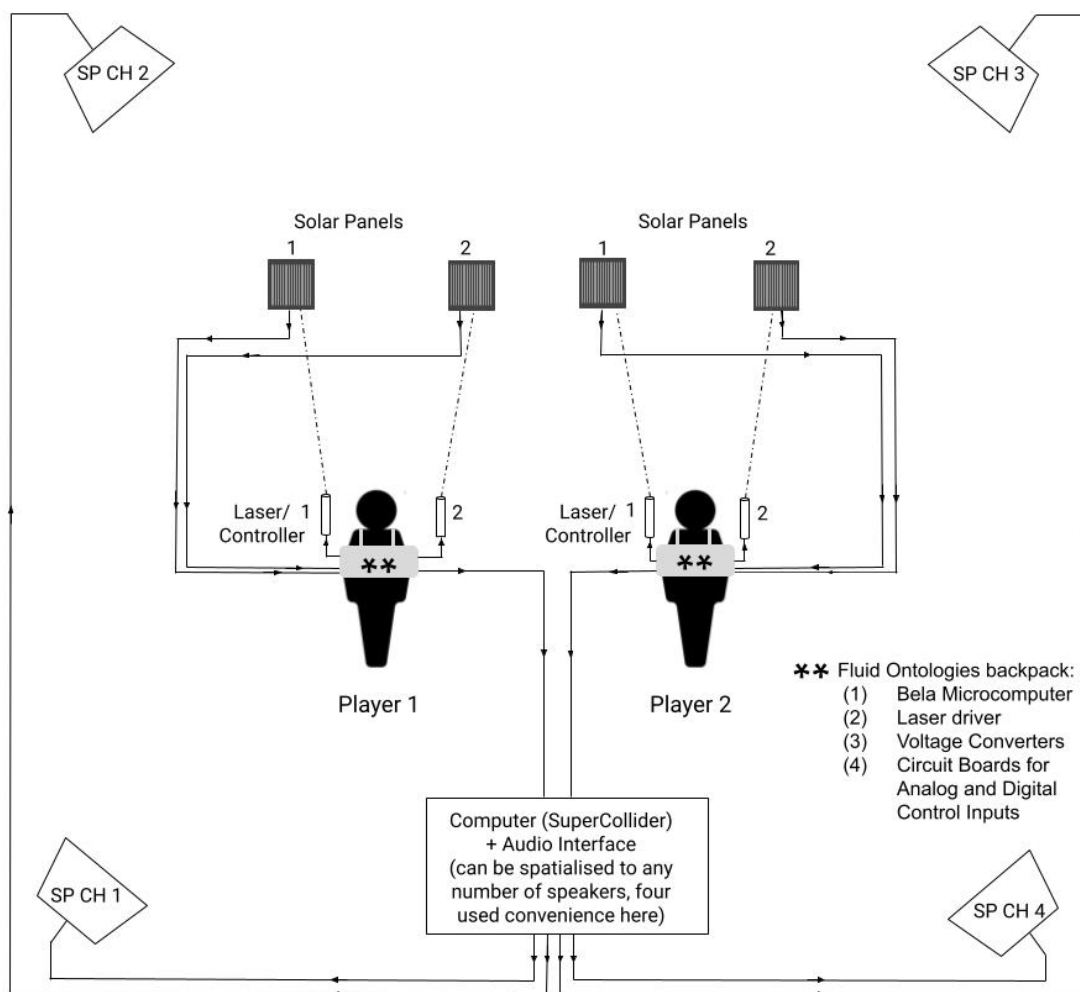 SP CH 2
SP CH 3
Solar Panels
1
2
Solar Panels
1
2
Laser/ 1
Controller
2
Laser/ 1
Controller
2
**
**
Player 1
Player 2
** Fluid Ontologies backpack:
(1) Bela Microcomputer
(2) Laser driver
(3) Voltage Converters
(4) Circuit Boards for
Analog and Digital
Control Inputs
Computer (SuperCollider)
+ Audio Interface
(can be spatialised to any
number of speakers, four
used convenience here)
SP CH 1
SP CH 4